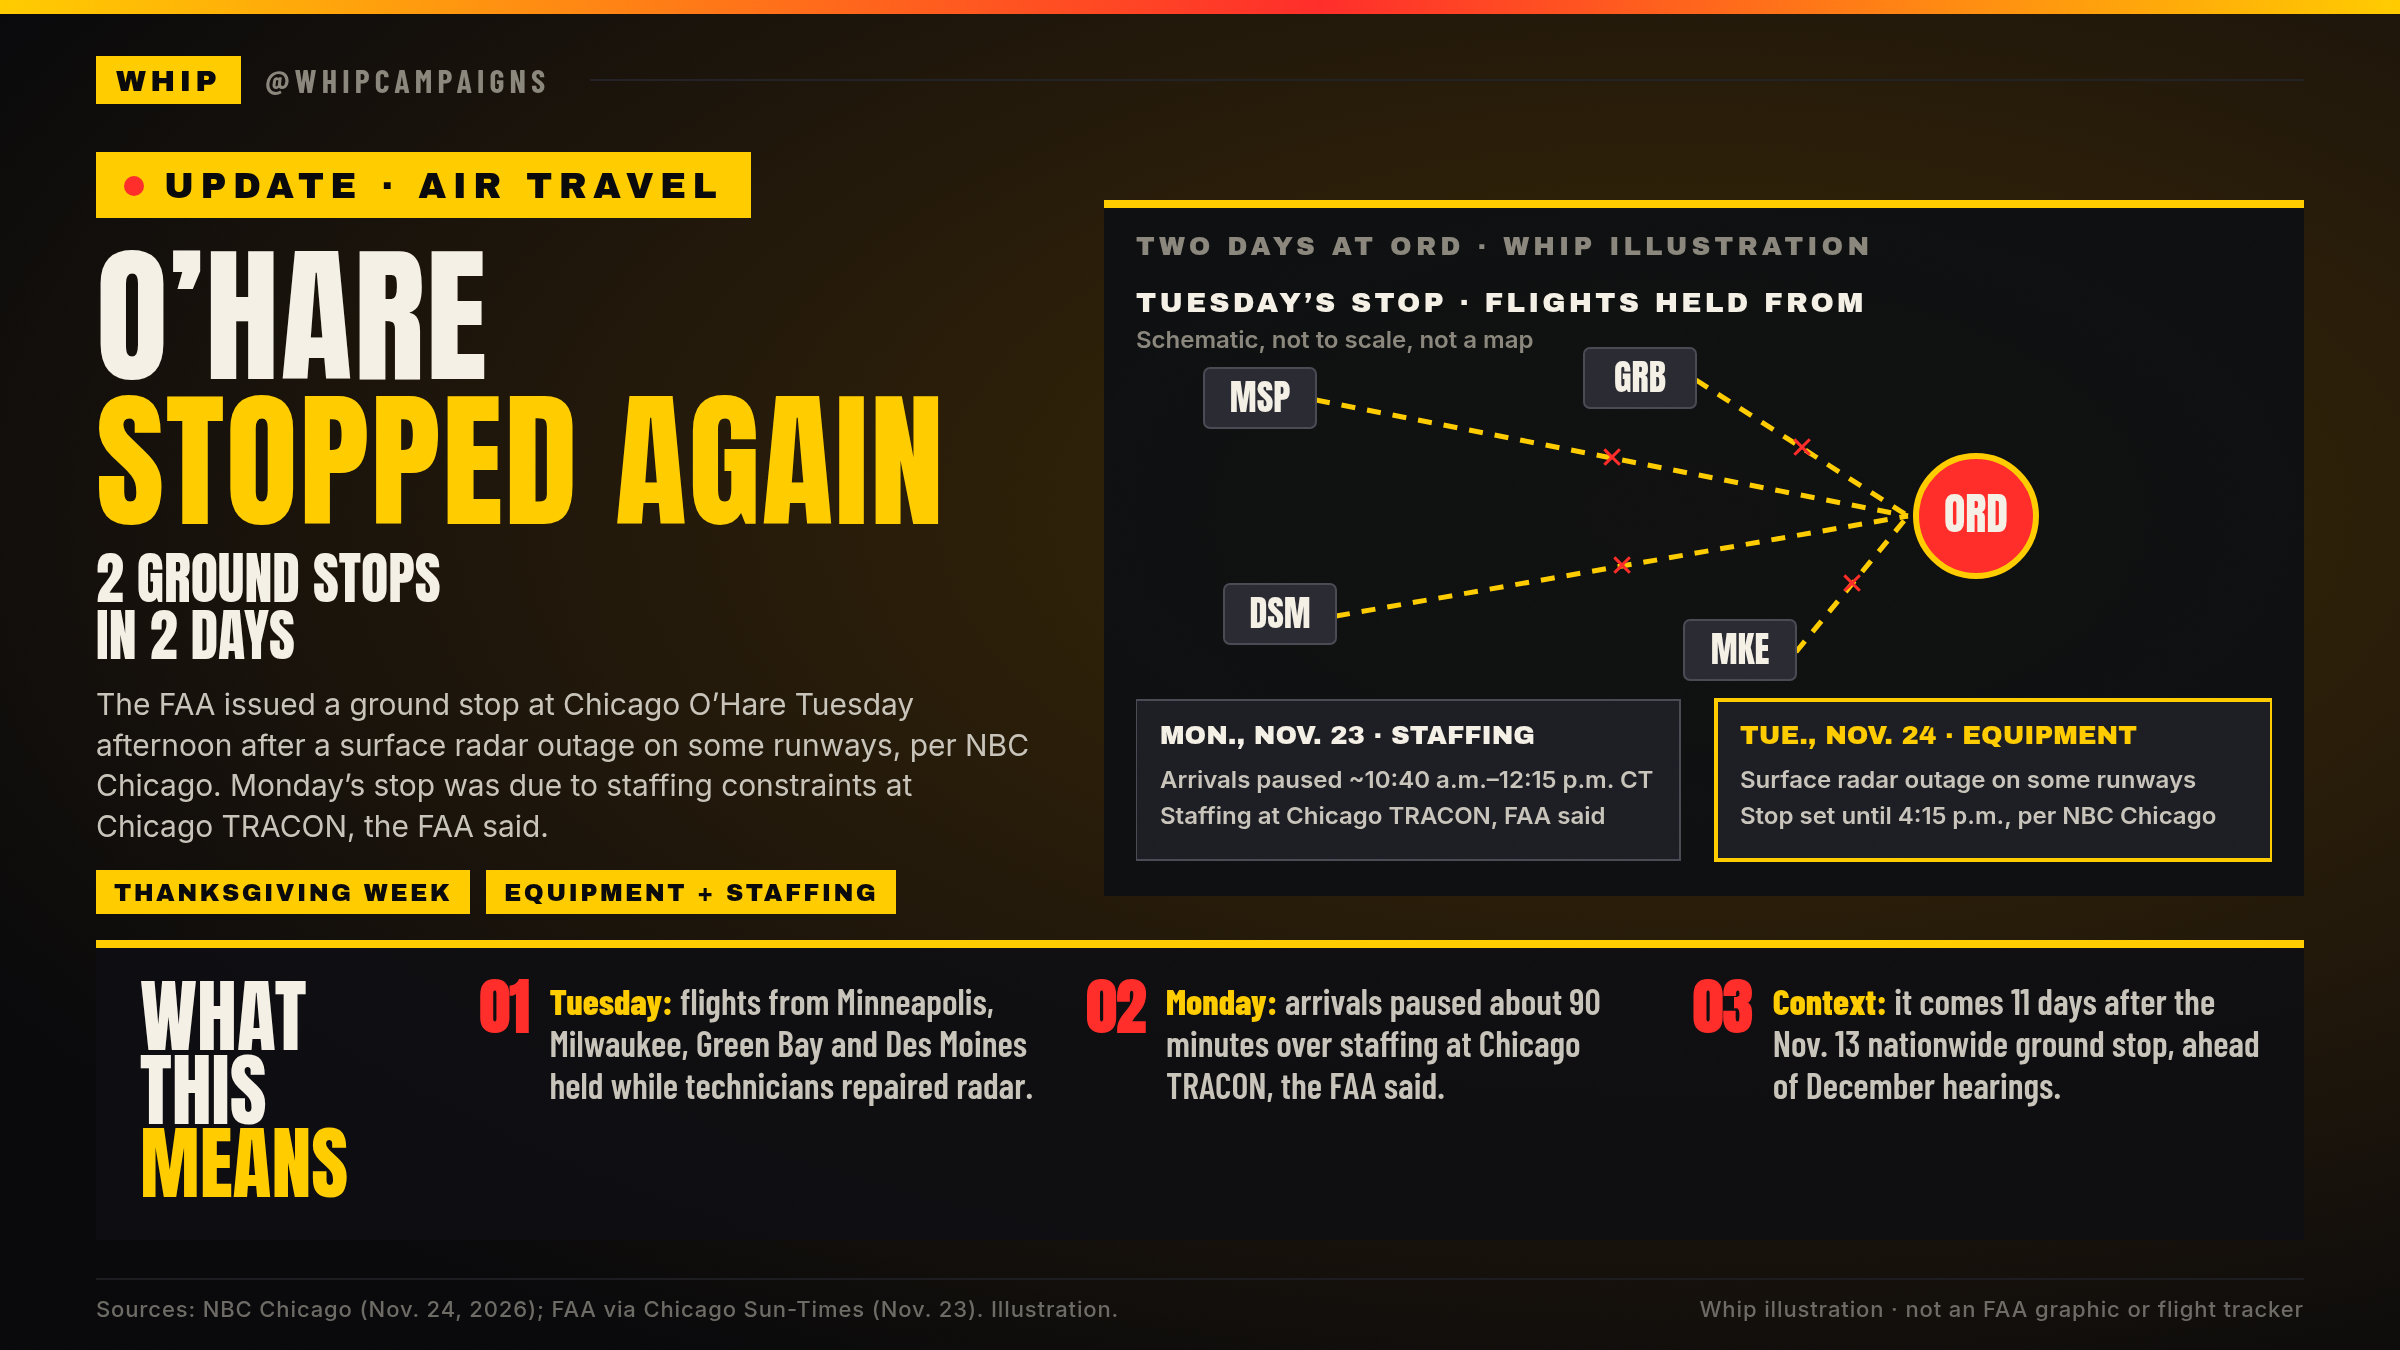 WHIP @WHIPCAMPAIGNS
UPDATE · AIR TRAVEL
O’HARE
STOPPED AGAIN
2 GROUND STOPS
IN 2 DAYS
The FAA issued a ground stop at Chicago O’Hare Tuesday
afternoon after a surface radar outage on some runways, per NBC
Chicago. Monday’s stop was due to staffing constraints at
Chicago TRACON, the FAA said.
THANKSGIVING WEEK
EQUIPMENT + STAFFING
TWO DAYS AT ORD · WHIP ILLUSTRATION
TUESDAY’S STOP · FLIGHTS HELD FROM
Schematic, not to scale, not a map
MSP
GRB
ORD
DSM
MKE
MON., NOV. 23 · STAFFING
Arrivals paused ~10:40 a.m.–12:15 p.m. CT
Staffing at Chicago TRACON, FAA said
TUE., NOV. 24 · EQUIPMENT
Surface radar outage on some runways
Stop set until 4:15 p.m., per NBC Chicago
WHAT
THIS
MEANS
01 Tuesday: flights from Minneapolis,
Milwaukee, Green Bay and Des Moines
held while technicians repaired radar.
02 Monday: arrivals paused about 90
minutes over staffing at Chicago
TRACON, the FAA said.
03 Context: it comes 11 days after the
Nov. 13 nationwide ground stop, ahead
of December hearings.
Sources: NBC Chicago (Nov. 24, 2026); FAA via Chicago Sun-Times (Nov. 23). Illustration.
Whip illustration · not an FAA graphic or flight tracker